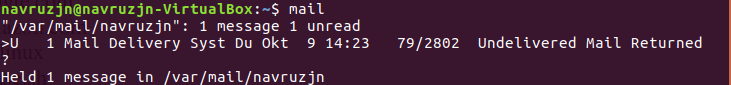 navruzjn@navruzjn-VirtualBox:~$ mail
"/var/mail/navruzjn": 1 message 1 unread
>U   1 Mail Delivery Syst Du Okt  9 14:23   79/2802  Undelivered Mail Returned
?
Held 1 message in /var/mail/navruzjn